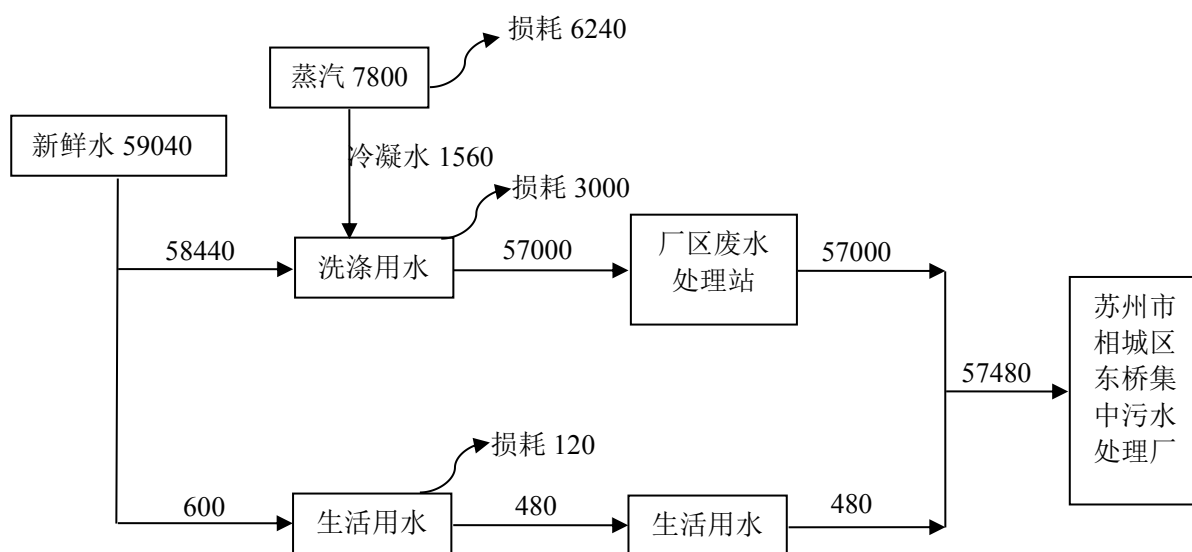 损耗 6240
蒸汽 7800
新鲜水 59040
冷凝水 1560
损耗 3000
58440
洗涤用水
57000
厂区废水
处理站
57000
苏州市
相城区
东桥集
中污水
处理厂
57480
损耗 120
600
生活用水
480
生活用水
480